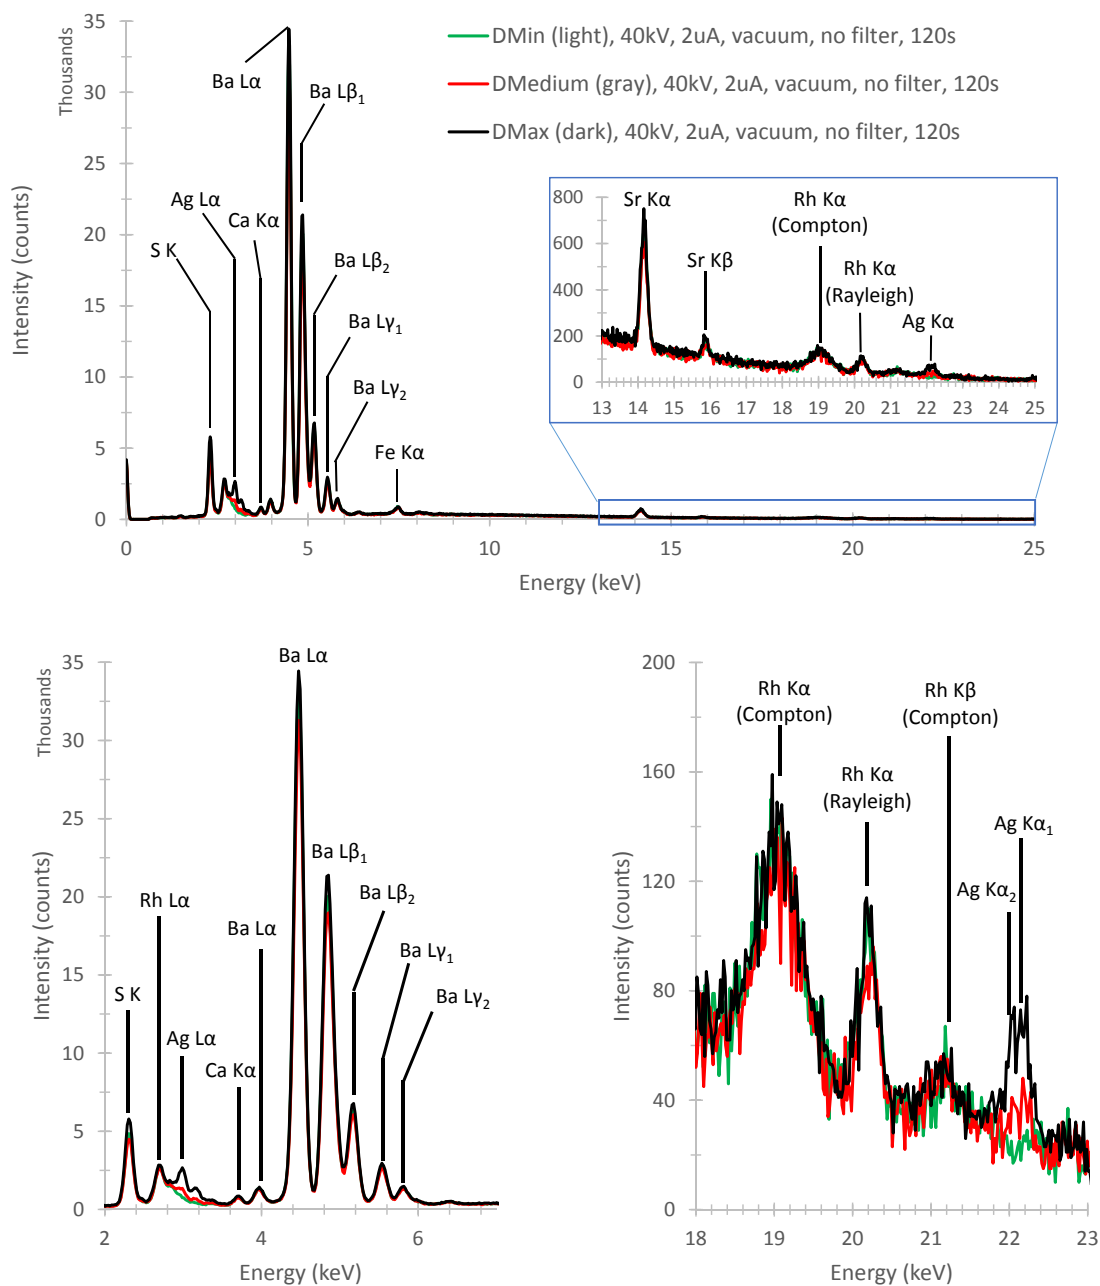 DMin (light), 40kV, 2uA, vacuum, no filter, 120s
DMedium (gray), 40kV, 2uA, vacuum, no filter, 120s
DMax (dark), 40kV, 2uA, vacuum, no filter, 120s
Thousands
Intensity (counts)
35
30
25
20
15
10
5
0
0
5
10
15
20
25
Energy (keV)
Ba Lα
Ba Lβ1
Ag Lα
Ca Kα
S K
Ba Lβ2
Ba Lγ1
Ba Lγ2
Fe Kα
800
600
400
200
0
13
14
15
16
17
18
19
20
21
22
23
24
25
Sr Kα
Sr Kβ
Rh Kα
(Compton)
Rh Kα
(Rayleigh)
Ag Kα
Thousands
Intensity (counts)
35
30
25
20
15
10
5
0
2
4
6
Energy (keV)
Ba Lα
Ba Lβ1
Ba Lβ2
Rh Lα
Ba Lα
Ba Lγ1
Ba Lγ2
S K
Ag Lα
Ca Kα
Intensity (counts)
200
160
120
80
40
0
18
19
20
21
22
23
Energy (keV)
Rh Kα
(Compton)
Rh Kβ
(Compton)
Rh Kα
(Rayleigh)
Ag Kα1
Ag Kα2